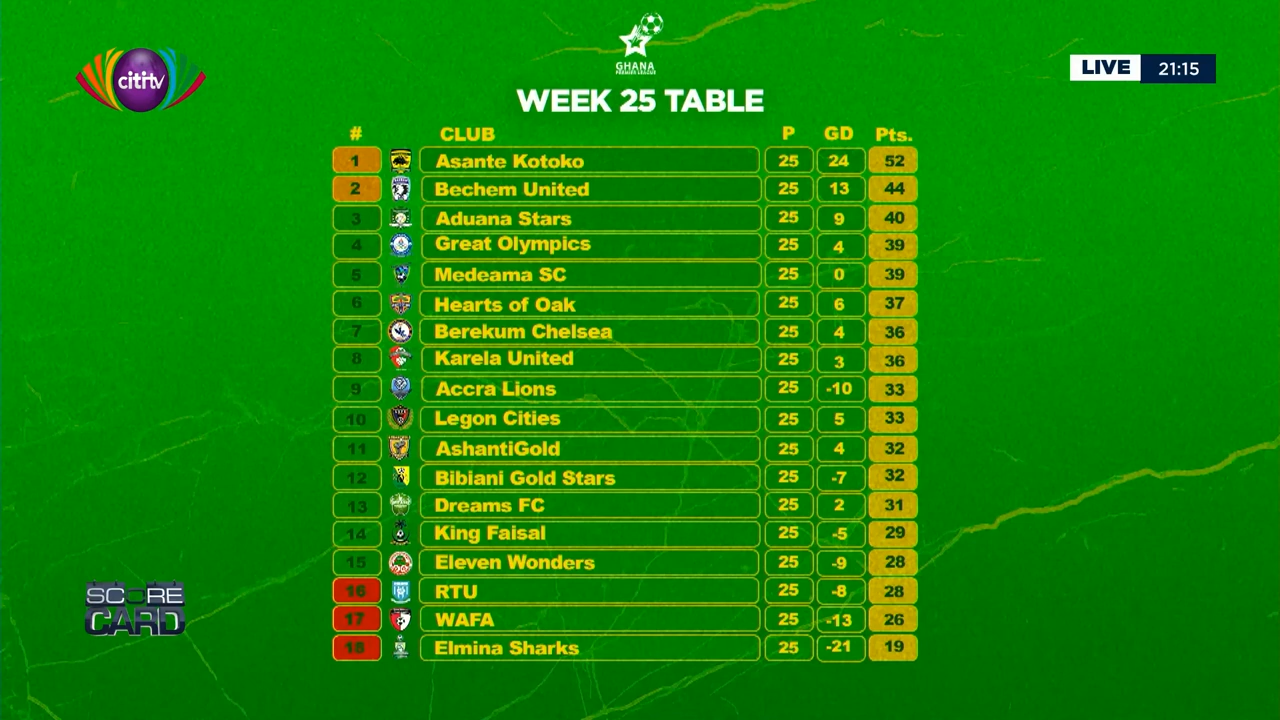 GHANA
PREMIER LEAGUE
cititv
LIVE 21:15
WEEK 25 TABLE
# CLUB P GD Pts.
1 Asante Kotoko 25 24 52
2 Bechem United 25 13 44
3 Aduana Stars 25 9 40
4 Great Olympics 25 4 39
5 Medeama SC 25 0 39
6 Hearts of Oak 25 6 37
7 Berekum Chelsea 25 4 36
8 Karela United 25 3 36
9 Accra Lions 25 -10 33
10 Legon Cities 25 5 33
11 AshantiGold 25 4 32
12 Bibiani Gold Stars 25 -7 32
13 Dreams FC 25 2 31
14 King Faisal 25 -5 29
15 Eleven Wonders 25 -9 28
16 RTU 25 -8 28
17 WAFA 25 -13 26
18 Elmina Sharks 25 -21 19
SCORE
CARD